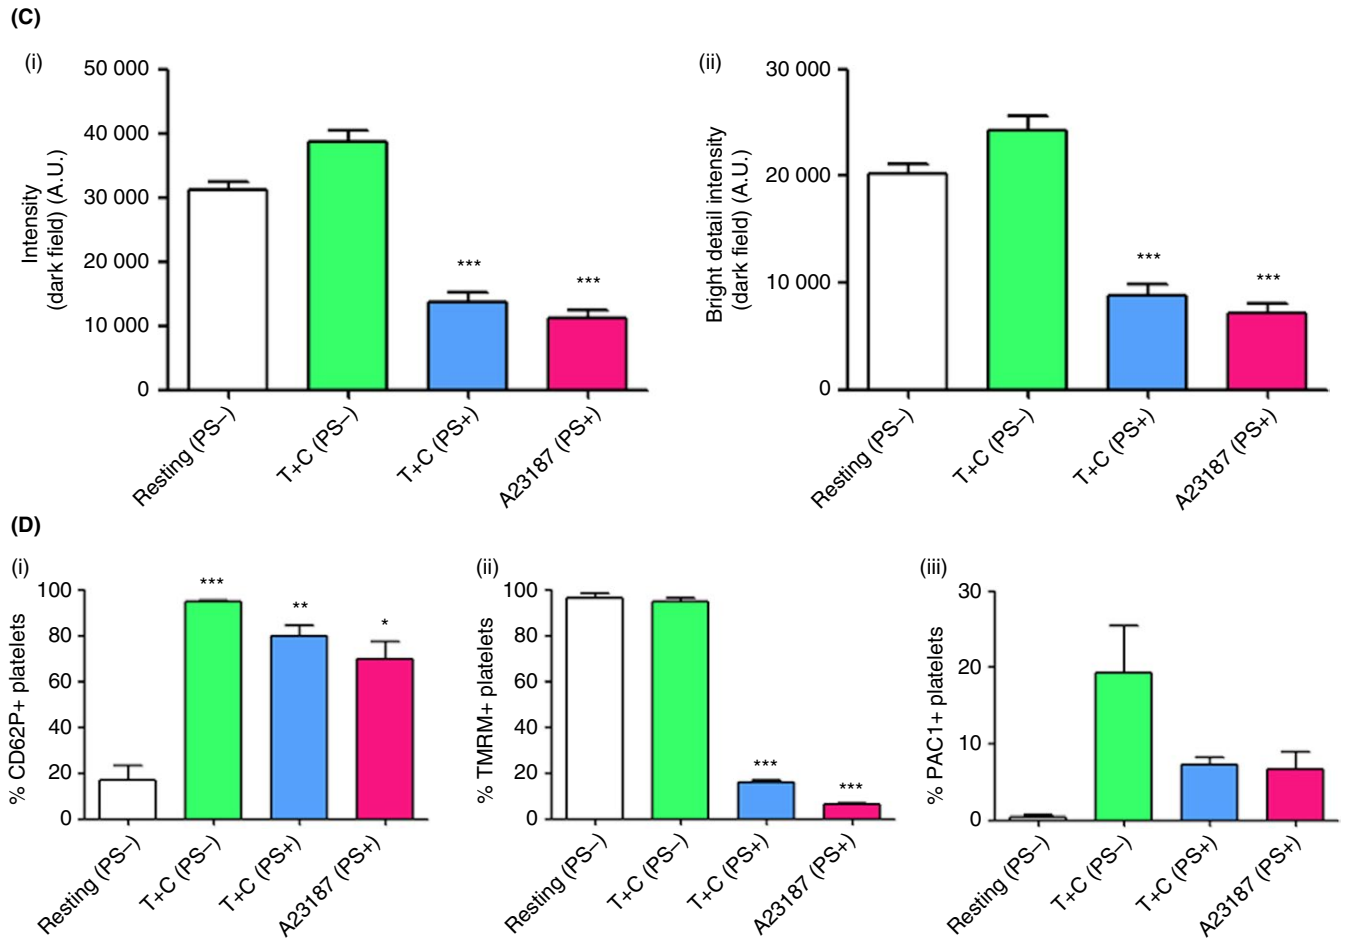 (C)
(i)
50 000
40 000
30 000
20 000
10 000
0
Intensity
(dark field) (A.U.)
***
***
Resting (PS−)
T+C (PS−)
T+C (PS+)
A23187 (PS+)
(ii)
30 000
20 000
10 000
0
Bright detail intensity
(dark field) (A.U.)
***
***
Resting (PS−)
T+C (PS−)
T+C (PS+)
A23187 (PS+)
(D)
(i)
100
80
60
40
20
0
% CD62P+ platelets
***
**
*
Resting (PS−)
T+C (PS−)
T+C (PS+)
A23187 (PS+)
(ii)
100
80
60
40
20
0
% TMRM+ platelets
***
***
Resting (PS−)
T+C (PS−)
T+C (PS+)
A23187 (PS+)
(iii)
30
20
10
0
% PAC1+ platelets
Resting (PS−)
T+C (PS−)
T+C (PS+)
A23187 (PS+)